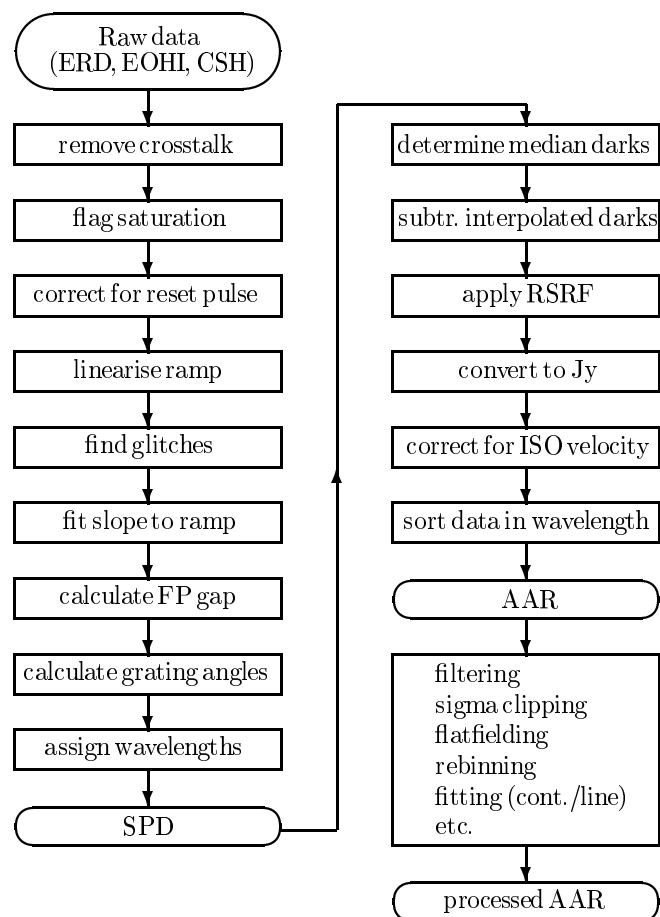 Raw data
(ERD, EOHI, CSH)
remove crosstalk
flag saturation
correct for reset pulse
linearise ramp
find glitches
fit slope to ramp
calculate FP gap
calculate grating angles
assign wavelengths
SPD
determine median darks
subtr. interpolated darks
apply RSRF
convert to Jy
correct for ISO velocity
sort data in wavelength
AAR
filtering
sigma clipping
flatfielding
rebinning
fitting (cont./line)
etc.
processed AAR